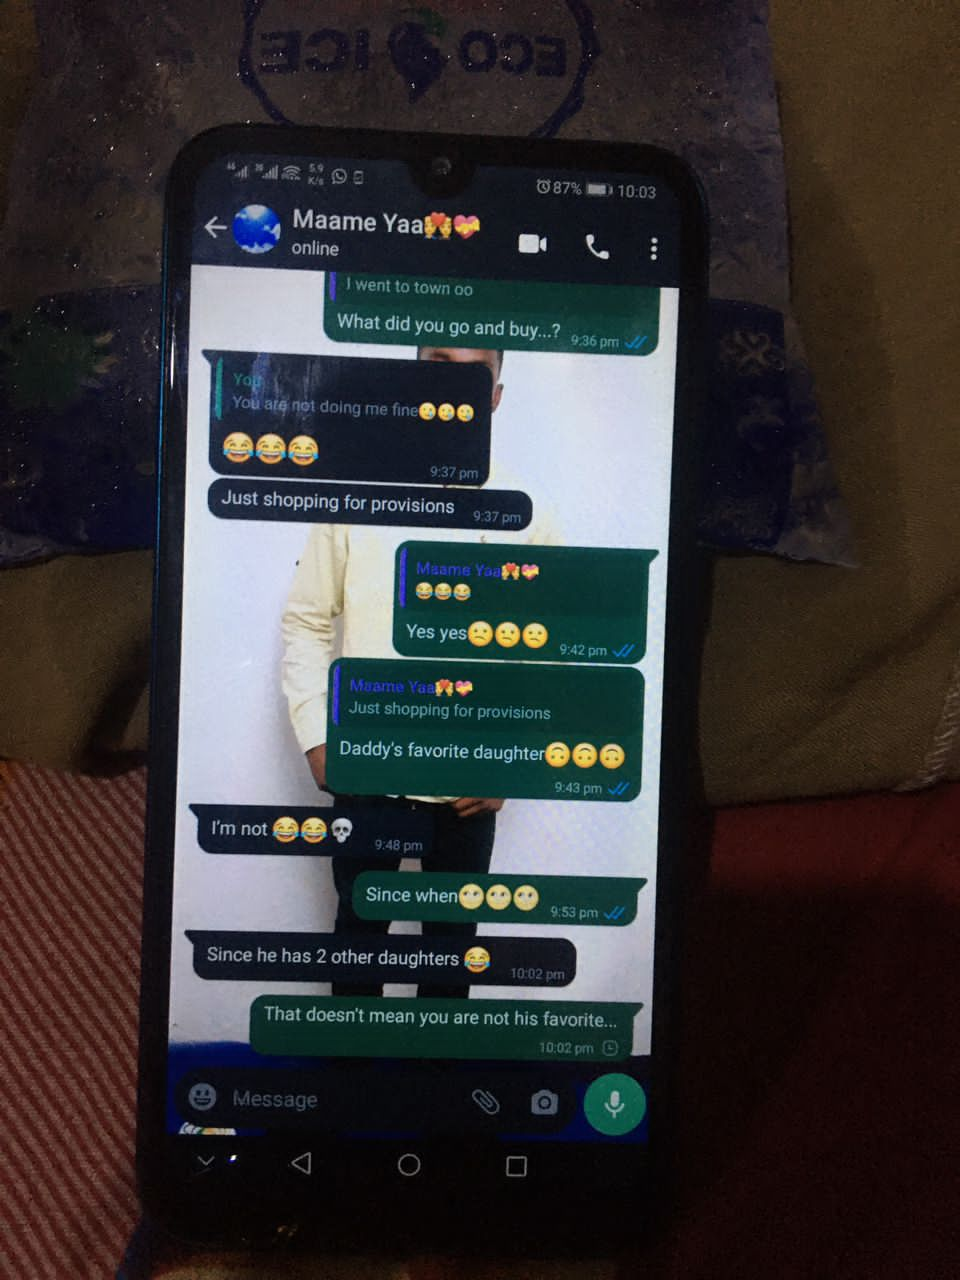 ECO ICE
5.9
K/s
87%
10:03
Maame Yaa👭💝
online
I went to town oo
What did you go and buy...?
9:36 pm
You
You are not doing me fine🥲🥲🥲
😂😂😂
9:37 pm
Just shopping for provisions
9:37 pm
Maame Yaa👭💝
😂😂😂
Yes yes🙁🙁🙁
9:42 pm
Maame Yaa👭💝
Just shopping for provisions
Daddy's favorite daughter🙃🙃🙃
9:43 pm
I'm not 😂😂💀
9:48 pm
Since when🙄🙄🙄
9:53 pm
Since he has 2 other daughters 😂
10:02 pm
That doesn't mean you are not his favorite...
10:02 pm
Message